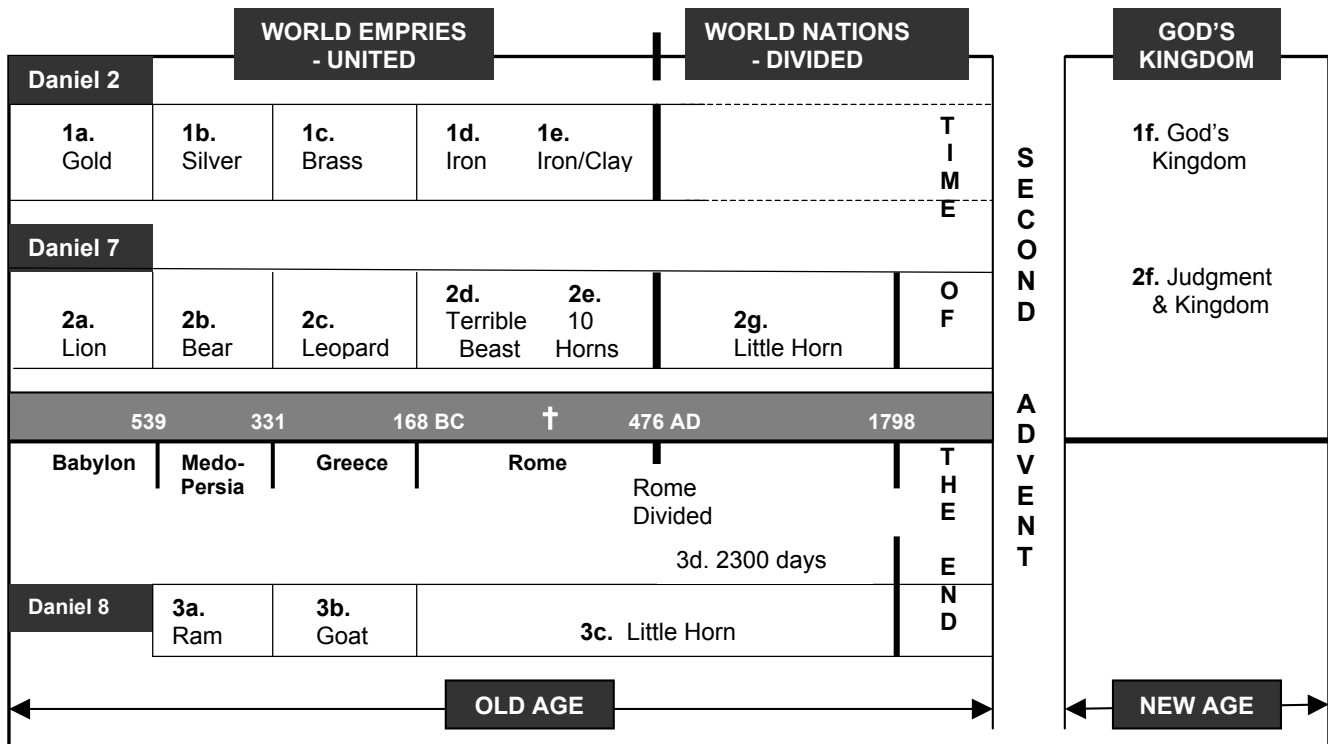 WORLD EMPRIES
- UNITED
WORLD NATIONS
- DIVIDED
GOD'S
KINGDOM
Daniel 2
1a.
Gold
1b.
Silver
1c.
Brass
1d.
Iron
1e.
Iron/Clay
1f. God's
Kingdom
Daniel 7
2a.
Lion
2b.
Bear
2c.
Leopard
2d.
Terrible
Beast
2e.
10
Horns
2g.
Little Horn
2f. Judgment
& Kingdom
T
I
M
E
O
F
T
H
E
E
N
D
S
E
C
O
N
D
A
D
V
E
N
T
539
331
168 BC
✝
476 AD
1798
Babylon
Medo-
Persia
Greece
Rome
Rome
Divided
3d. 2300 days
Daniel 8
3a.
Ram
3b.
Goat
3c. Little Horn
OLD AGE
NEW AGE